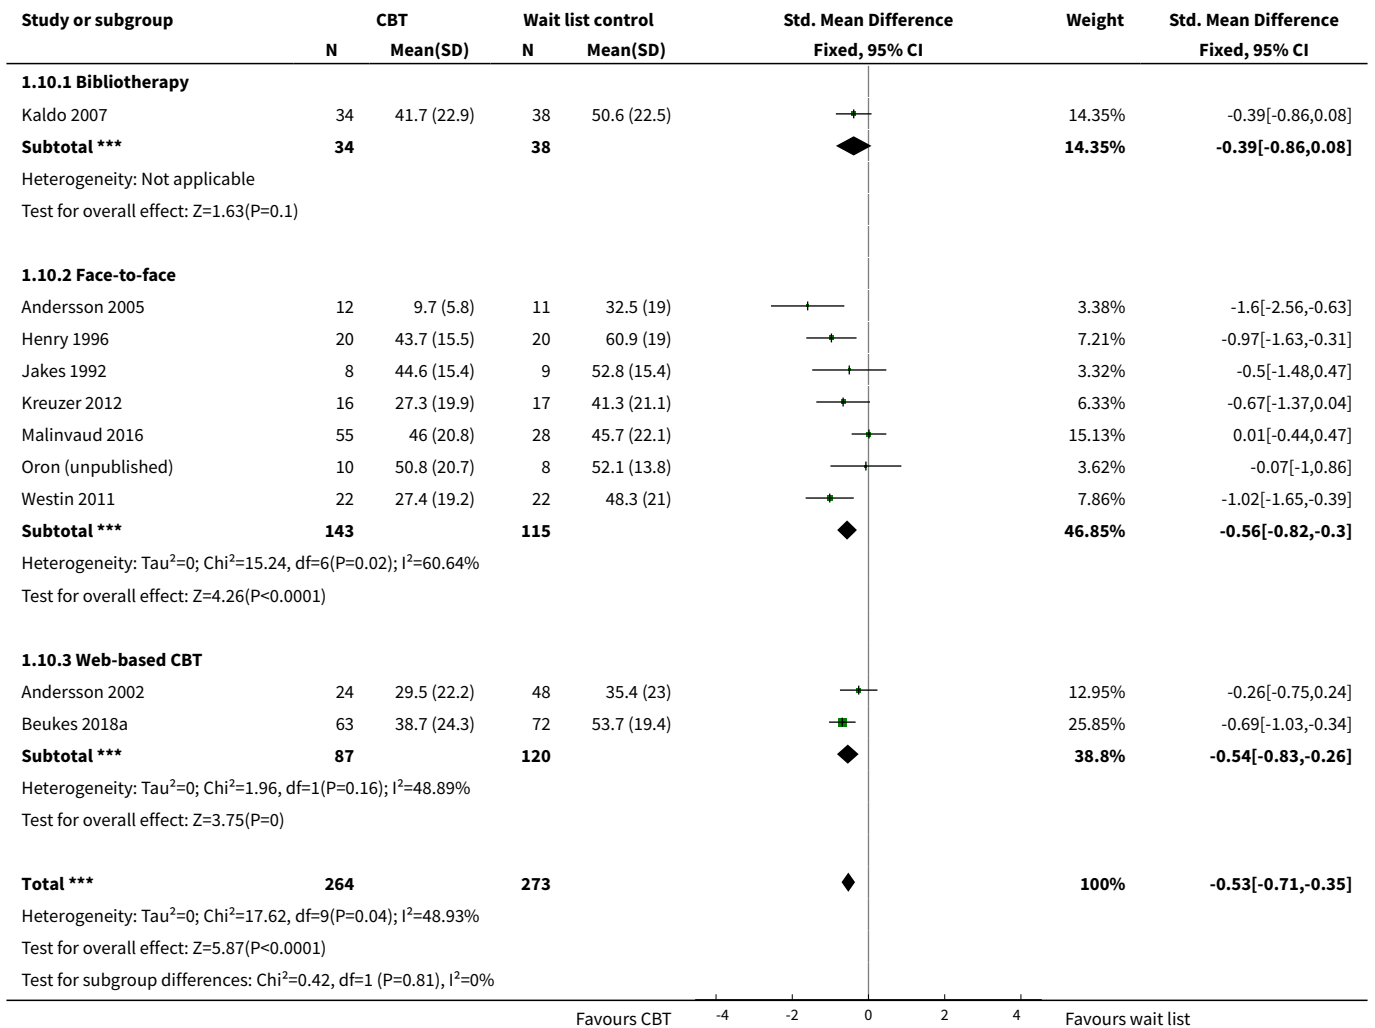 Study or subgroup CBT Wait list control Std. Mean Difference Weight Std. Mean Difference
N Mean(SD) N Mean(SD) Fixed, 95% CI Fixed, 95% CI
1.10.1 Bibliotherapy
Kaldo 2007 34 41.7 (22.9) 38 50.6 (22.5) 14.35% -0.39[-0.86,0.08]
Subtotal *** 34 38 14.35% -0.39[-0.86,0.08]
Heterogeneity: Not applicable
Test for overall effect: Z=1.63(P=0.1)
1.10.2 Face-to-face
Andersson 2005 12 9.7 (5.8) 11 32.5 (19) 3.38% -1.6[-2.56,-0.63]
Henry 1996 20 43.7 (15.5) 20 60.9 (19) 7.21% -0.97[-1.63,-0.31]
Jakes 1992 8 44.6 (15.4) 9 52.8 (15.4) 3.32% -0.5[-1.48,0.47]
Kreuzer 2012 16 27.3 (19.9) 17 41.3 (21.1) 6.33% -0.67[-1.37,0.04]
Malinvaud 2016 55 46 (20.8) 28 45.7 (22.1) 15.13% 0.01[-0.44,0.47]
Oron (unpublished) 10 50.8 (20.7) 8 52.1 (13.8) 3.62% -0.07[-1,0.86]
Westin 2011 22 27.4 (19.2) 22 48.3 (21) 7.86% -1.02[-1.65,-0.39]
Subtotal *** 143 115 46.85% -0.56[-0.82,-0.3]
Heterogeneity: Tau²=0; Chi²=15.24, df=6(P=0.02); I²=60.64%
Test for overall effect: Z=4.26(P<0.0001)
1.10.3 Web-based CBT
Andersson 2002 24 29.5 (22.2) 48 35.4 (23) 12.95% -0.26[-0.75,0.24]
Beukes 2018a 63 38.7 (24.3) 72 53.7 (19.4) 25.85% -0.69[-1.03,-0.34]
Subtotal *** 87 120 38.8% -0.54[-0.83,-0.26]
Heterogeneity: Tau²=0; Chi²=1.96, df=1(P=0.16); I²=48.89%
Test for overall effect: Z=3.75(P=0)
Total *** 264 273 100% -0.53[-0.71,-0.35]
Heterogeneity: Tau²=0; Chi²=17.62, df=9(P=0.04); I²=48.93%
Test for overall effect: Z=5.87(P<0.0001)
Test for subgroup differences: Chi²=0.42, df=1 (P=0.81), I²=0%
Favours CBT -4 -2 0 2 4 Favours wait list